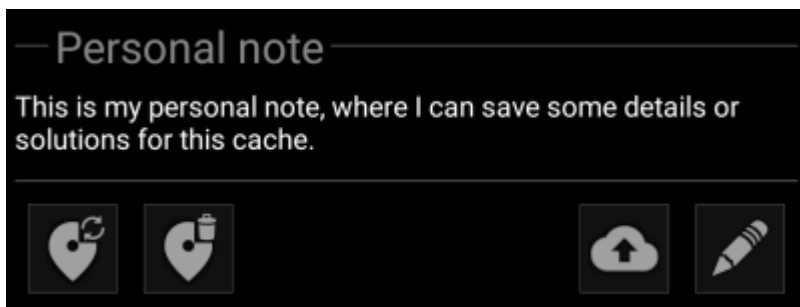 Personal note
This is my personal note, where I can save some details or
solutions for this cache.